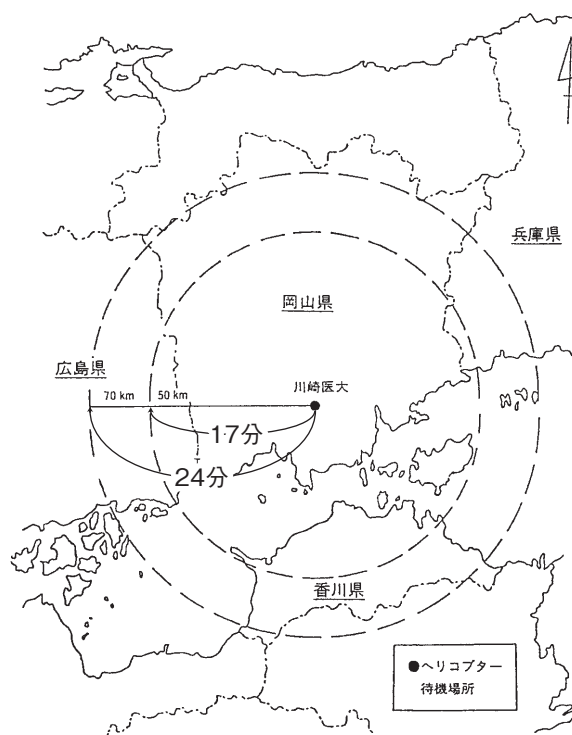 兵庫県
岡山県
広島県
川崎医大
70 km
50 km
17分
24分
香川県
●ヘリコプター
待機場所